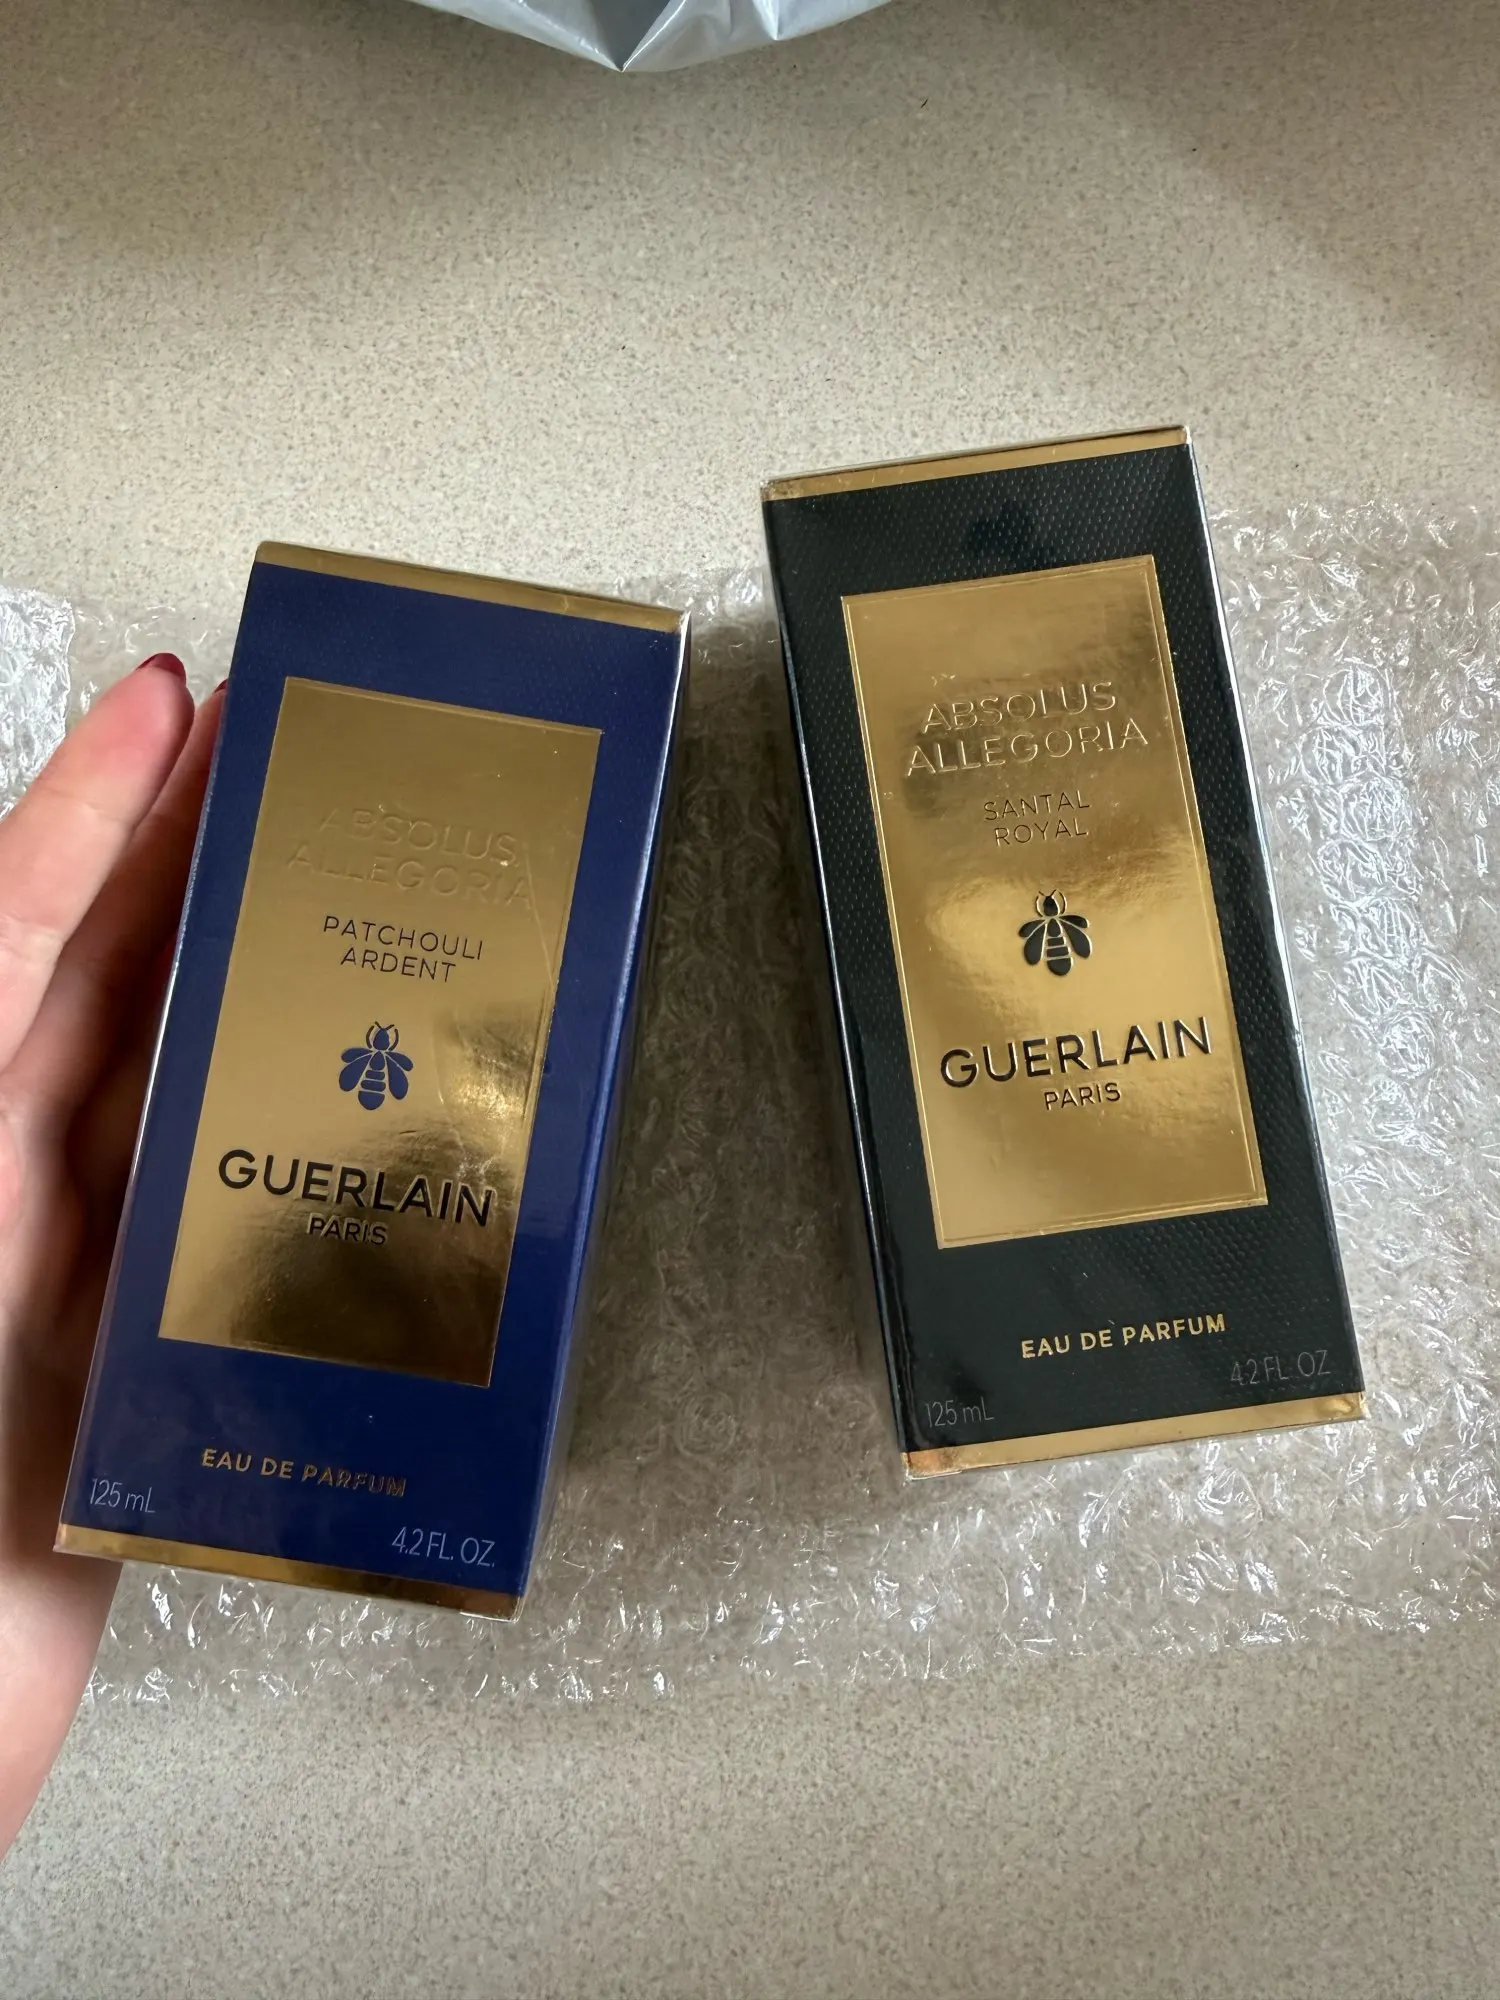 ABSOLUS
ALLEGORIA
PATCHOULI
ARDENT
GUERLAIN
PARIS
EAU DE PARFUM
125 mL
4.2 FL. OZ.
ABSOLUS
ALLEGORIA
SANTAL
ROYAL
GUERLAIN
PARIS
EAU DE PARFUM
125 mL
4.2 FL. OZ